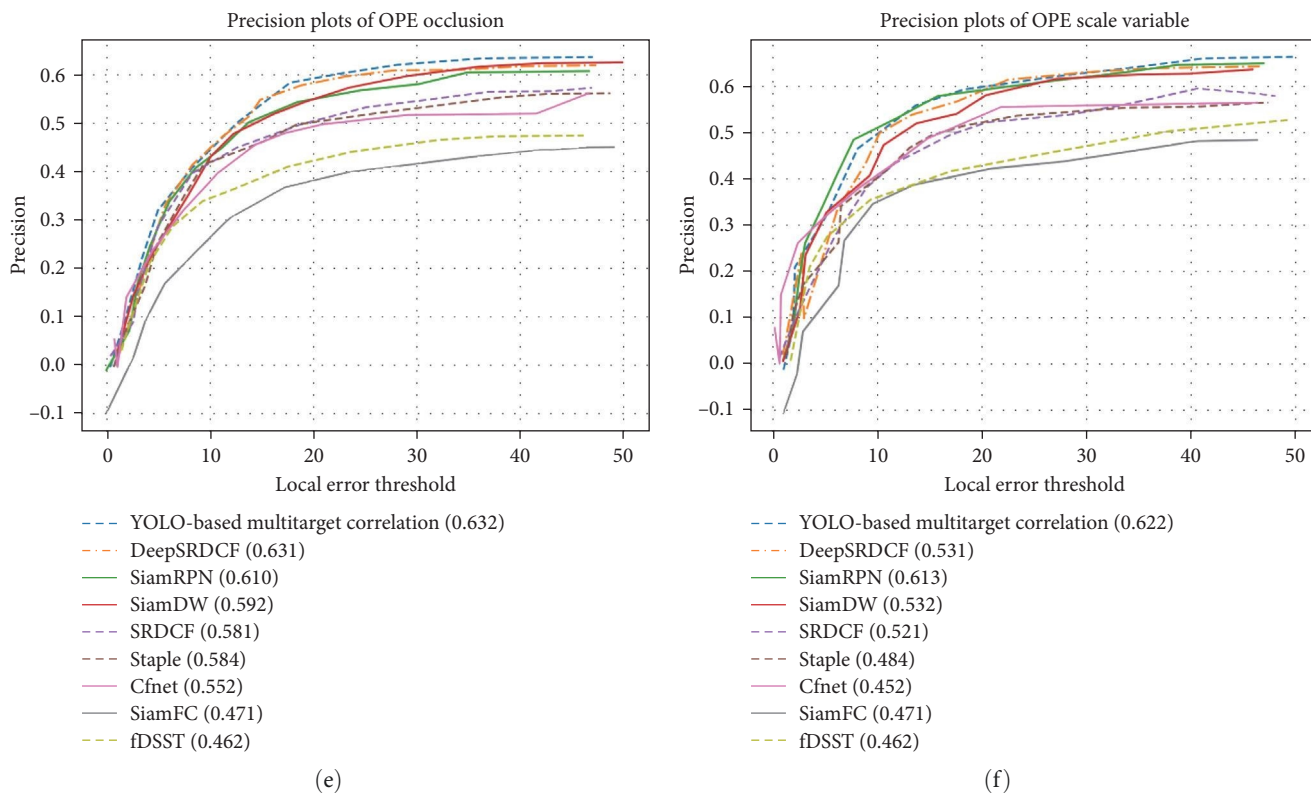 Precision plots of OPE occlusion
0.6
0.5
0.4
0.3
0.2
0.1
0.0
–0.1
Precision
0
10
20
30
40
50
Local error threshold
YOLO-based multitarget correlation (0.632)
DeepSRDCF (0.631)
SiamRPN (0.610)
SiamDW (0.592)
SRDCF (0.581)
Staple (0.584)
Cfnet (0.552)
SiamFC (0.471)
fDSST (0.462)
(e)
Precision plots of OPE scale variable
0.6
0.5
0.4
0.3
0.2
0.1
0.0
–0.1
Precision
0
10
20
30
40
50
Local error threshold
YOLO-based multitarget correlation (0.622)
DeepSRDCF (0.531)
SiamRPN (0.613)
SiamDW (0.532)
SRDCF (0.521)
Staple (0.484)
Cfnet (0.452)
SiamFC (0.471)
fDSST (0.462)
(f)